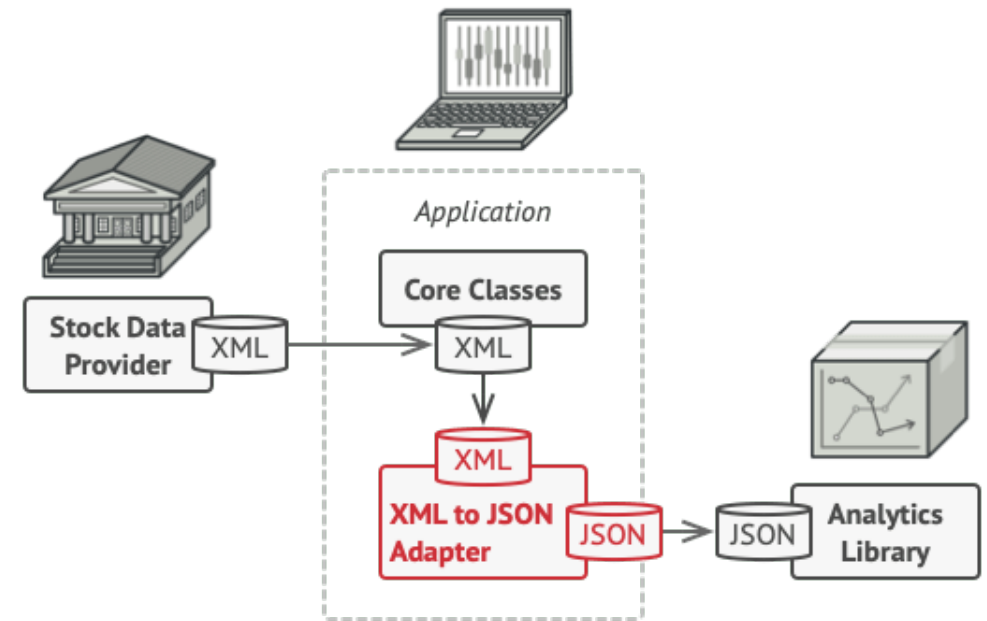 Application
Core Classes
Stock Data
Provider
XML
XML
XML
XML to JSON
Adapter
JSON
JSON
Analytics
Library